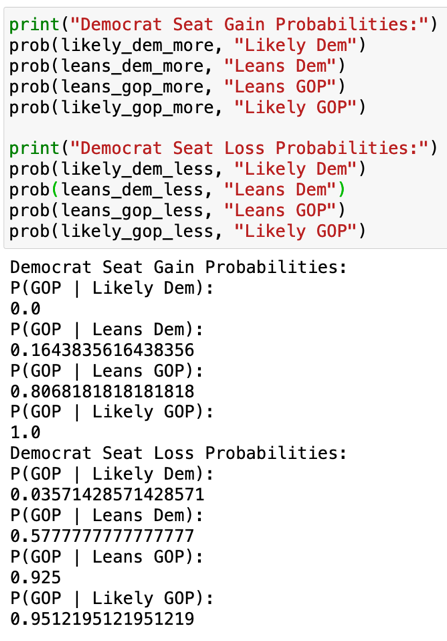 print("Democrat Seat Gain Probabilities:")
prob(likely_dem_more, "Likely Dem")
prob(leans_dem_more, "Leans Dem")
prob(leans_gop_more, "Leans GOP")
prob(likely_gop_more, "Likely GOP")
print("Democrat Seat Loss Probabilities:")
prob(likely_dem_less, "Likely Dem")
prob(leans_dem_less, "Leans Dem")
prob(leans_gop_less, "Leans GOP")
prob(likely_gop_less, "Likely GOP")
Democrat Seat Gain Probabilities:
P(GOP | Likely Dem):
0.0
P(GOP | Leans Dem):
0.1643835616438356
P(GOP | Leans GOP):
0.8068181818181818
P(GOP | Likely GOP):
1.0
Democrat Seat Loss Probabilities:
P(GOP | Likely Dem):
0.03571428571428571
P(GOP | Leans Dem):
0.5777777777777777
P(GOP | Leans GOP):
0.925
P(GOP | Likely GOP):
0.9512195121951219